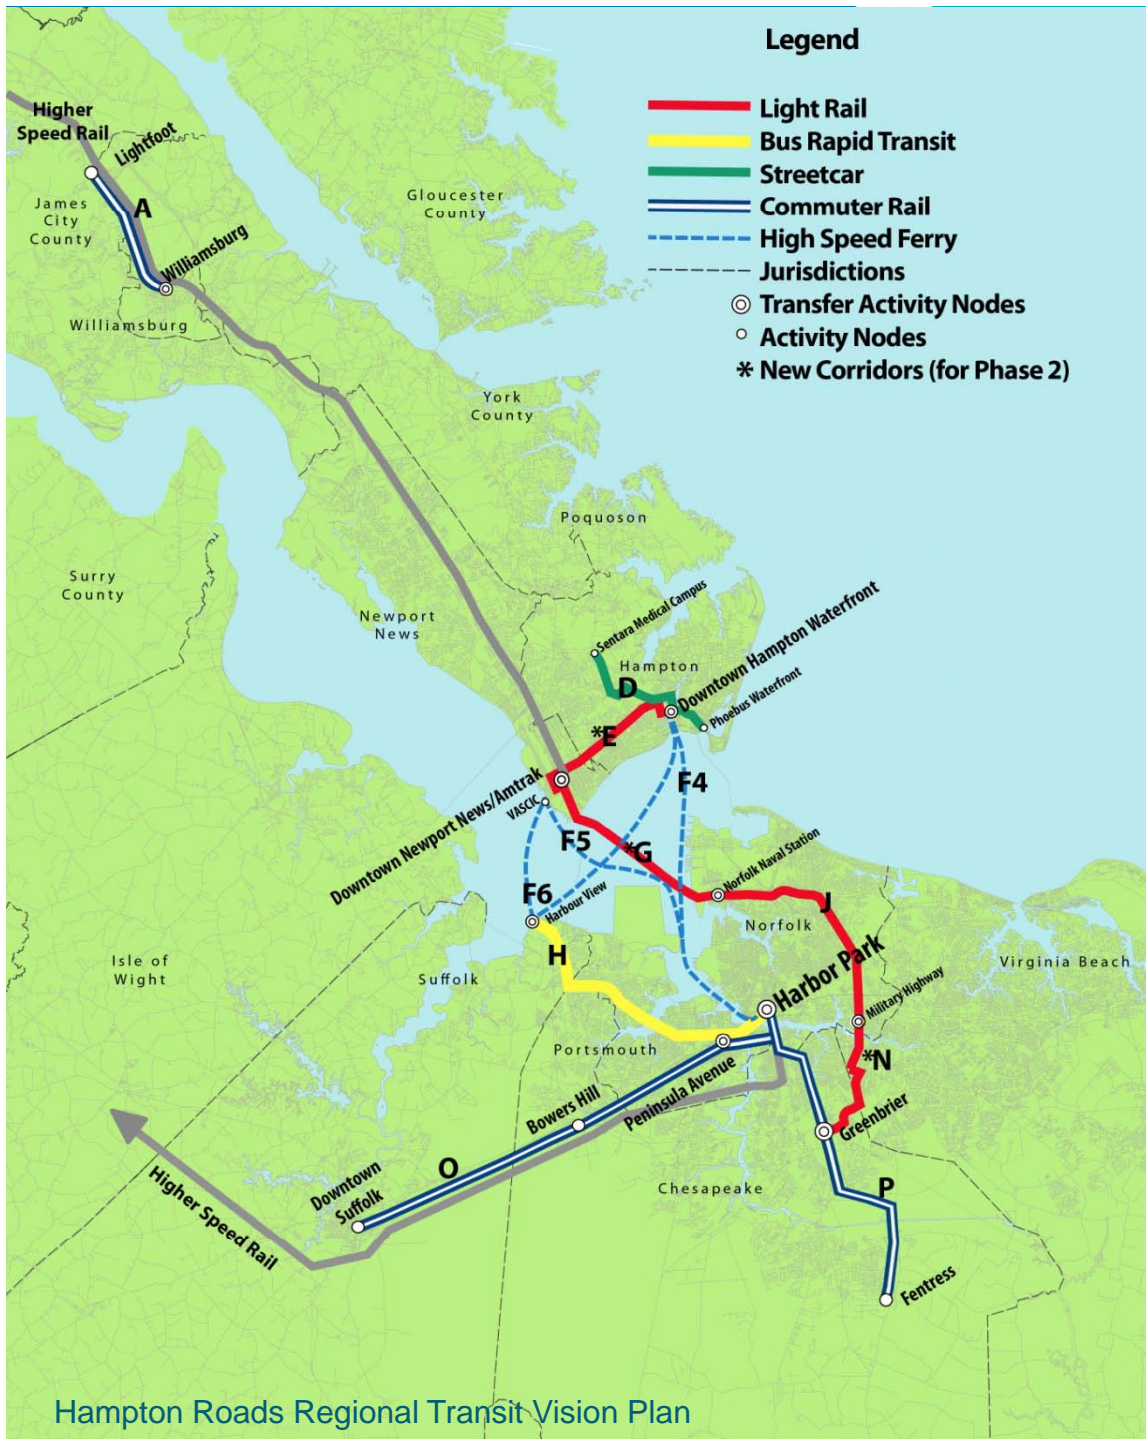 Legend
Light Rail
Bus Rapid Transit
Streetcar
Commuter Rail
High Speed Ferry
Jurisdictions
Transfer Activity Nodes
Activity Nodes
* New Corridors (for Phase 2)
Higher
Speed Rail
Lightfoot
James
City
County
A
Williamsburg
Williamsburg
Gloucester
County
York
County
Poquoson
Surry
County
Newport
News
Sentara Medical Campus
Hampton
D
Downtown Hampton Waterfront
Phoebus Waterfront
*E
Downtown Newport News/Amtrak
VASCIC
F4
F5
*G
F6
Harbour View
Norfolk Naval Station
J
Norfolk
H
Harbor Park
Isle of
Wight
Suffolk
Virginia Beach
Military Highway
Portsmouth
*N
Peninsula Avenue
Bowers Hill
Greenbrier
O
Downtown
Suffolk
Higher Speed Rail
Chesapeake
P
Fentress
Hampton Roads Regional Transit Vision Plan